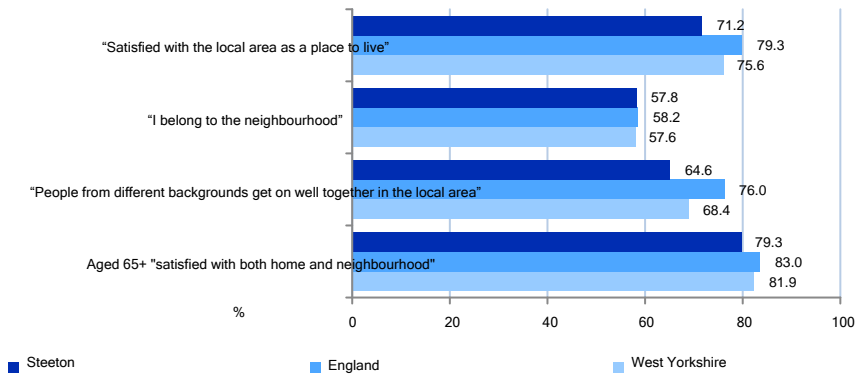 “Satisfied with the local area as a place to live”
71.2
79.3
75.6
“I belong to the neighbourhood”
57.8
58.2
57.6
“People from different backgrounds get on well together in the local area”
64.6
76.0
68.4
Aged 65+ "satisfied with both home and neighbourhood"
79.3
83.0
81.9
%
0 20 40 60 80 100
Steeton England West Yorkshire